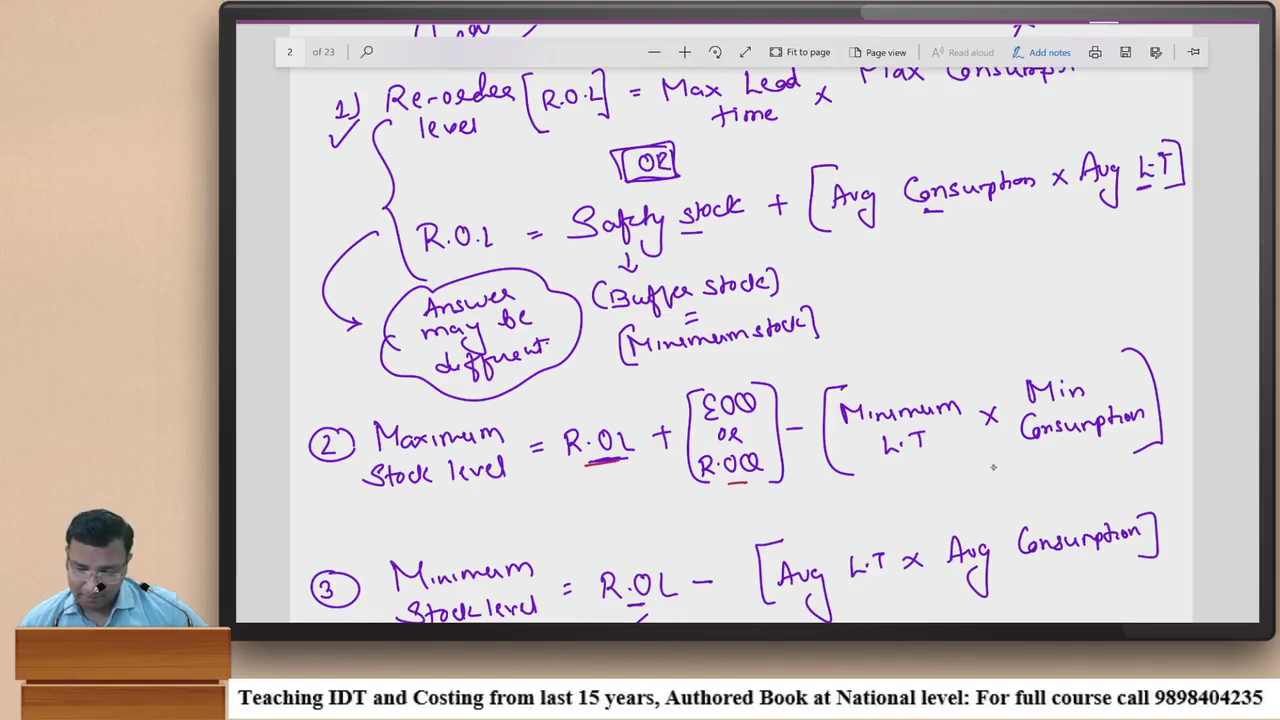 2 of 23
Fit to page
Page view
Read aloud
Add notes
1) Re-order level [R.O.L] = Max Lead time × Max
OR
R.O.L = Safety stock + [Avg Consumption × Avg L.T]
(Buffer stock)
=
[Minimum stock]
Answer may be different
② Maximum Stock level = R.OL + [EOQ or R.OQ] - [Minimum L.T × Min Consumption]
③ Minimum Stock level = R.OL - [Avg L.T × Avg Consumption]
Teaching IDT and Costing from last 15 years, Authored Book at National level: For full course call 9898404235